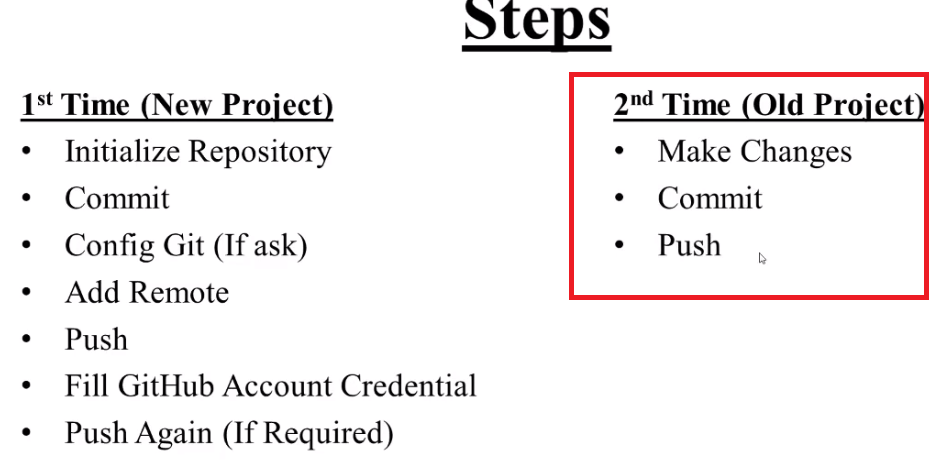 Steps
1st Time (New Project)
• Initialize Repository
• Commit
• Config Git (If ask)
• Add Remote
• Push
• Fill GitHub Account Credential
• Push Again (If Required)
2nd Time (Old Project)
• Make Changes
• Commit
• Push